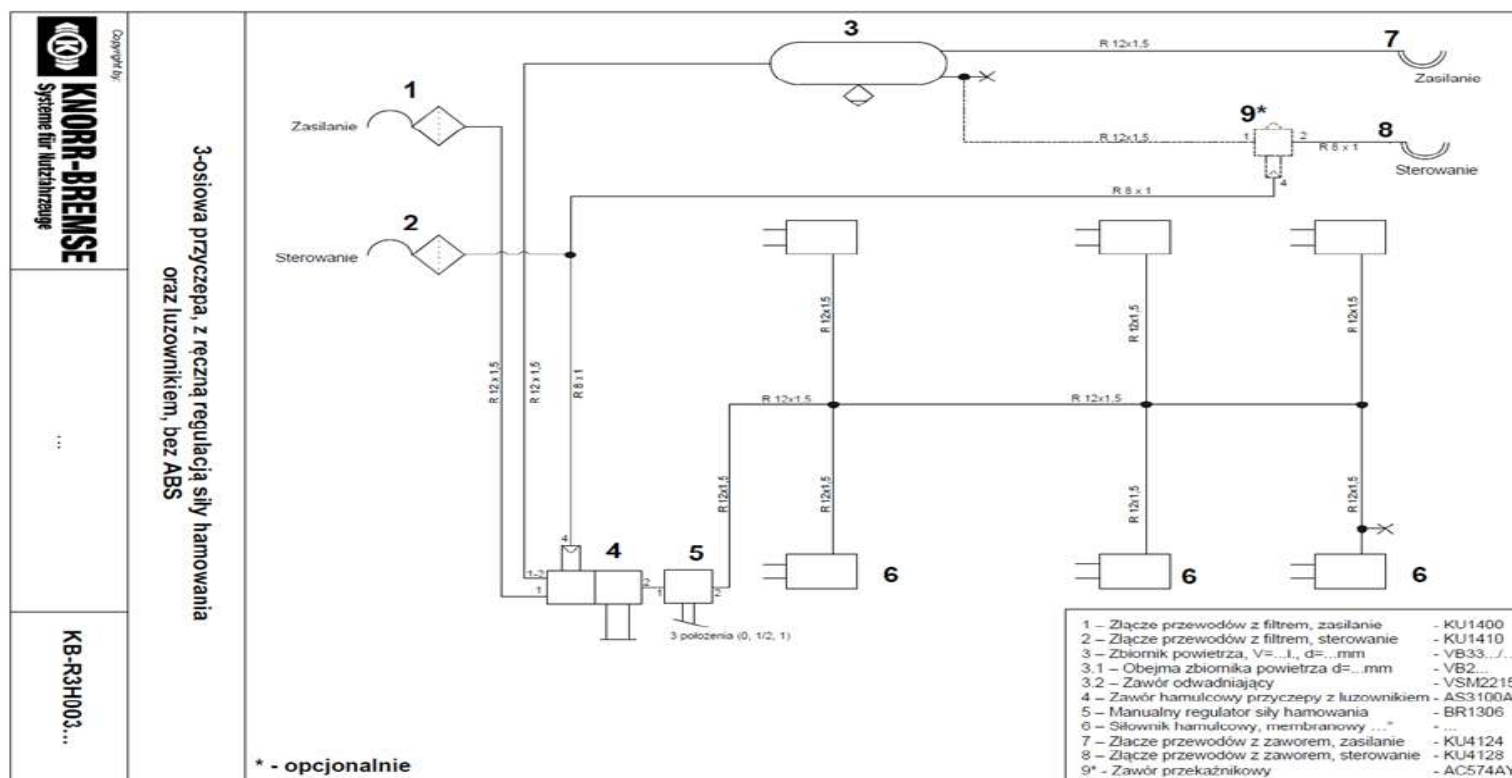 Copyright by:
KNORR-BREMSE
Systeme für Nutzfahrzeuge
...
KB-R3H003...
3-osiowa przyczepa, z ręczną regulacją siły hamowania
oraz luzownikiem, bez ABS
3
R 12x1,5
7
Zasilanie
1
Zasilanie
9*
R 12x1,5
1
2
R 8 x 1
8
Sterowanie
4
R 8 x 1
2
Sterowanie
R 12x1,5
R 12x1,5
R 12x1,5
R 12x1,5
R 12x1,5
R 8 x 1
R 12x1,5
R 12x1,5
R 12x1,5
R 12x1,5
R 12x1,5
R 12x1,5
4
4
5
1-2
1
2
1
2
6
6
6
3 położenia (0, 1/2, 1)
1 – Złącze przewodów z filtrem, zasilanie - KU1400
2 – Złącze przewodów z filtrem, sterowanie - KU1410
3 – Zbiornik powietrza, V=...l., d=...mm - VB33.../...
3.1 – Obejma zbiornika powietrza d=...mm - VB2...
3.2 – Zawór odwadniający - VSM2215
4 – Zawór hamulcowy przyczepy z luzownikiem - AS3100A
5 – Manualny regulator siły hamowania - BR1306
6 – Siłownik hamulcowy, membranowy ..." - ...
7 – Złącze przewodów z zaworem, zasilanie - KU4124
8 – Złącze przewodów z zaworem, sterowanie - KU4128
9* - Zawór przekaźnikowy - AC574AY
* - opcjonalnie